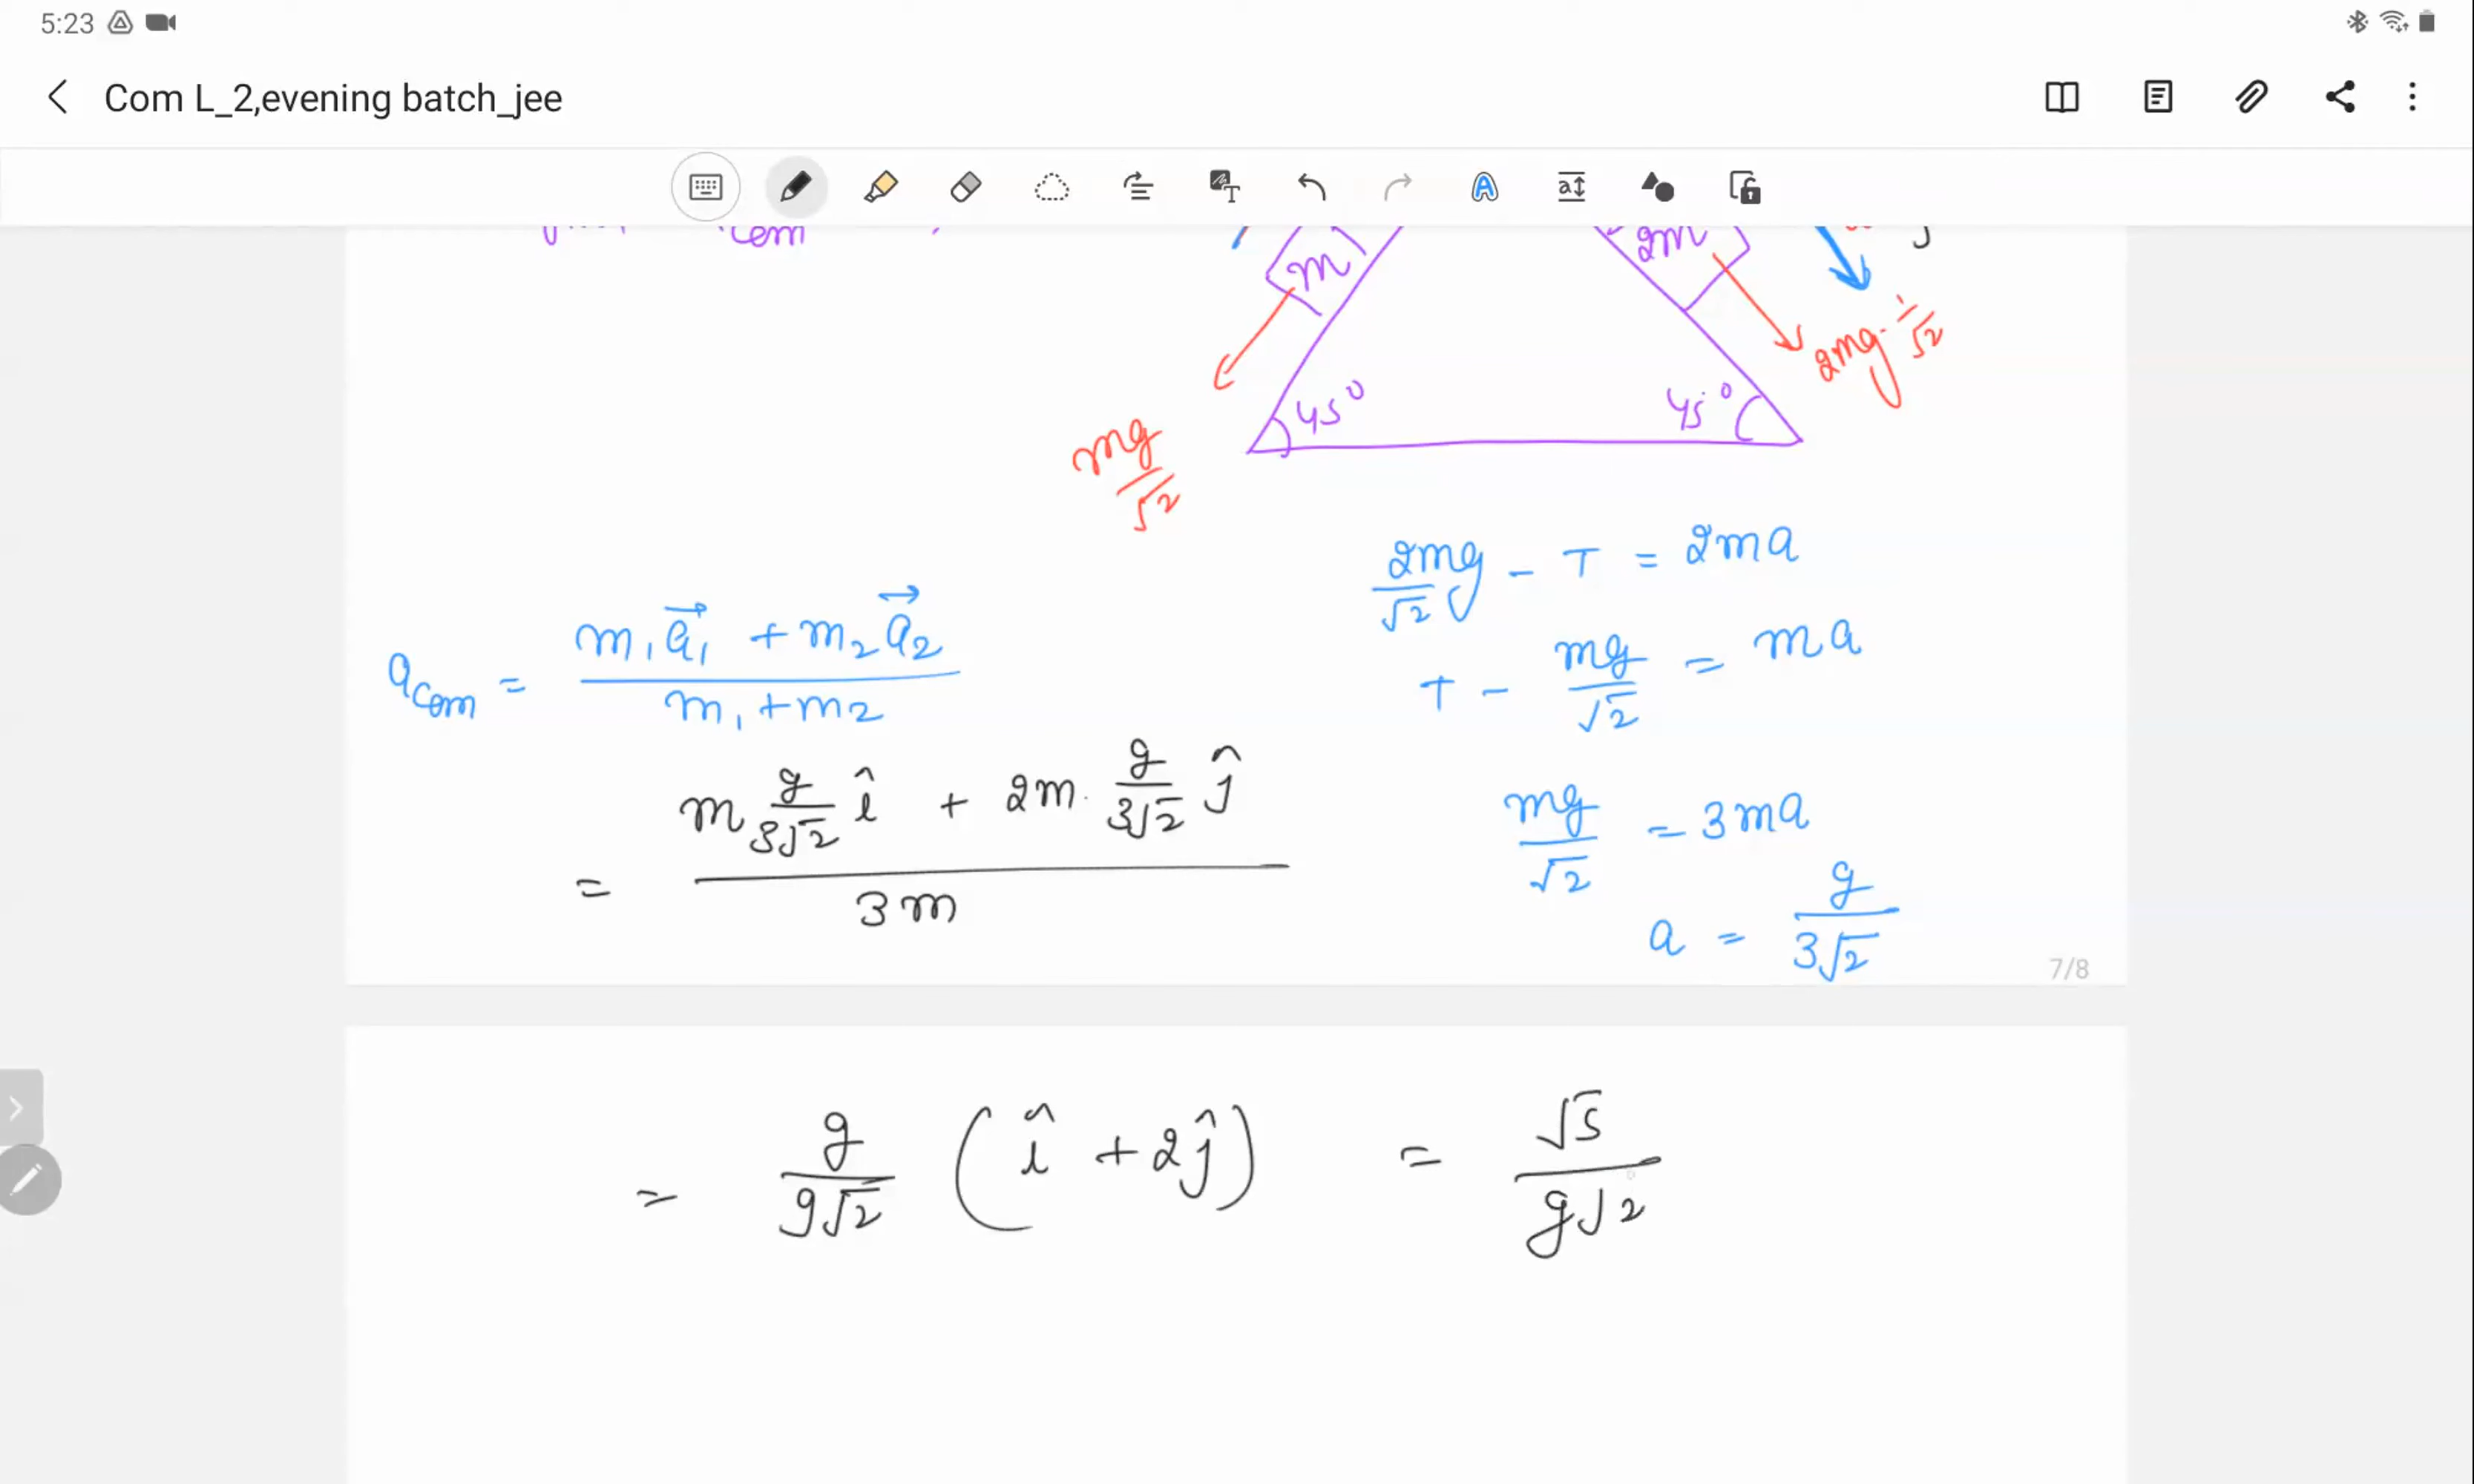 5:23
Com L_2,evening batch_jee
com
m
2m
45°
45°
mg/√2
2mg·1/√2
2mg/√2 - T = 2ma
T - mg/√2 = ma
a_com = (m₁a⃗₁ + m₂a⃗₂)/(m₁+m₂)
= (m g/3√2 î + 2m· g/3√2 ĵ)/3m
mg/√2 = 3ma
a = g/3√2
7/8
= g/9√2 (î + 2ĵ) = √5/g√2